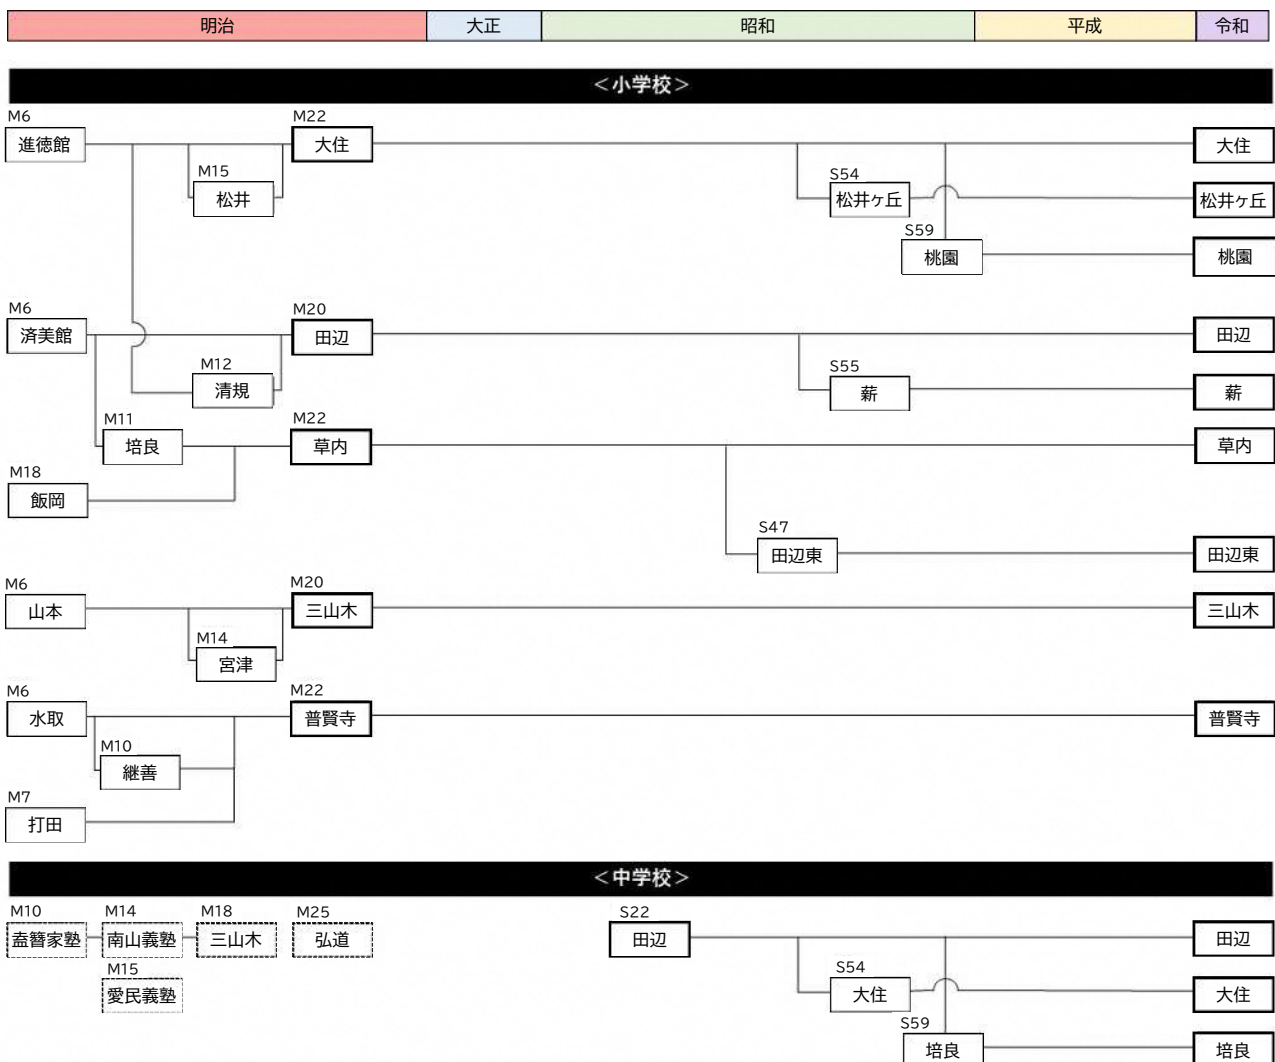 明治 大正 昭和 平成 令和
＜小学校＞
M6 M22
進徳館 大住 大住
M15 S54
松井 松井ヶ丘 松井ヶ丘
S59
桃園 桃園
M6 M20
済美館 田辺 田辺
M12 S55
清規 薪 薪
M11 M22
培良 草内 草内
M18
飯岡
S47
田辺東 田辺東
M6 M20
山本 三山木 三山木
M14
宮津
M6 M22
水取 普賢寺 普賢寺
M10
継善
M7
打田
＜中学校＞
M10 M14 M18 M25 S22
盍簪家塾 南山義塾 三山木 弘道 田辺 田辺
M15 S54
愛民義塾 大住 大住
S59
培良 培良